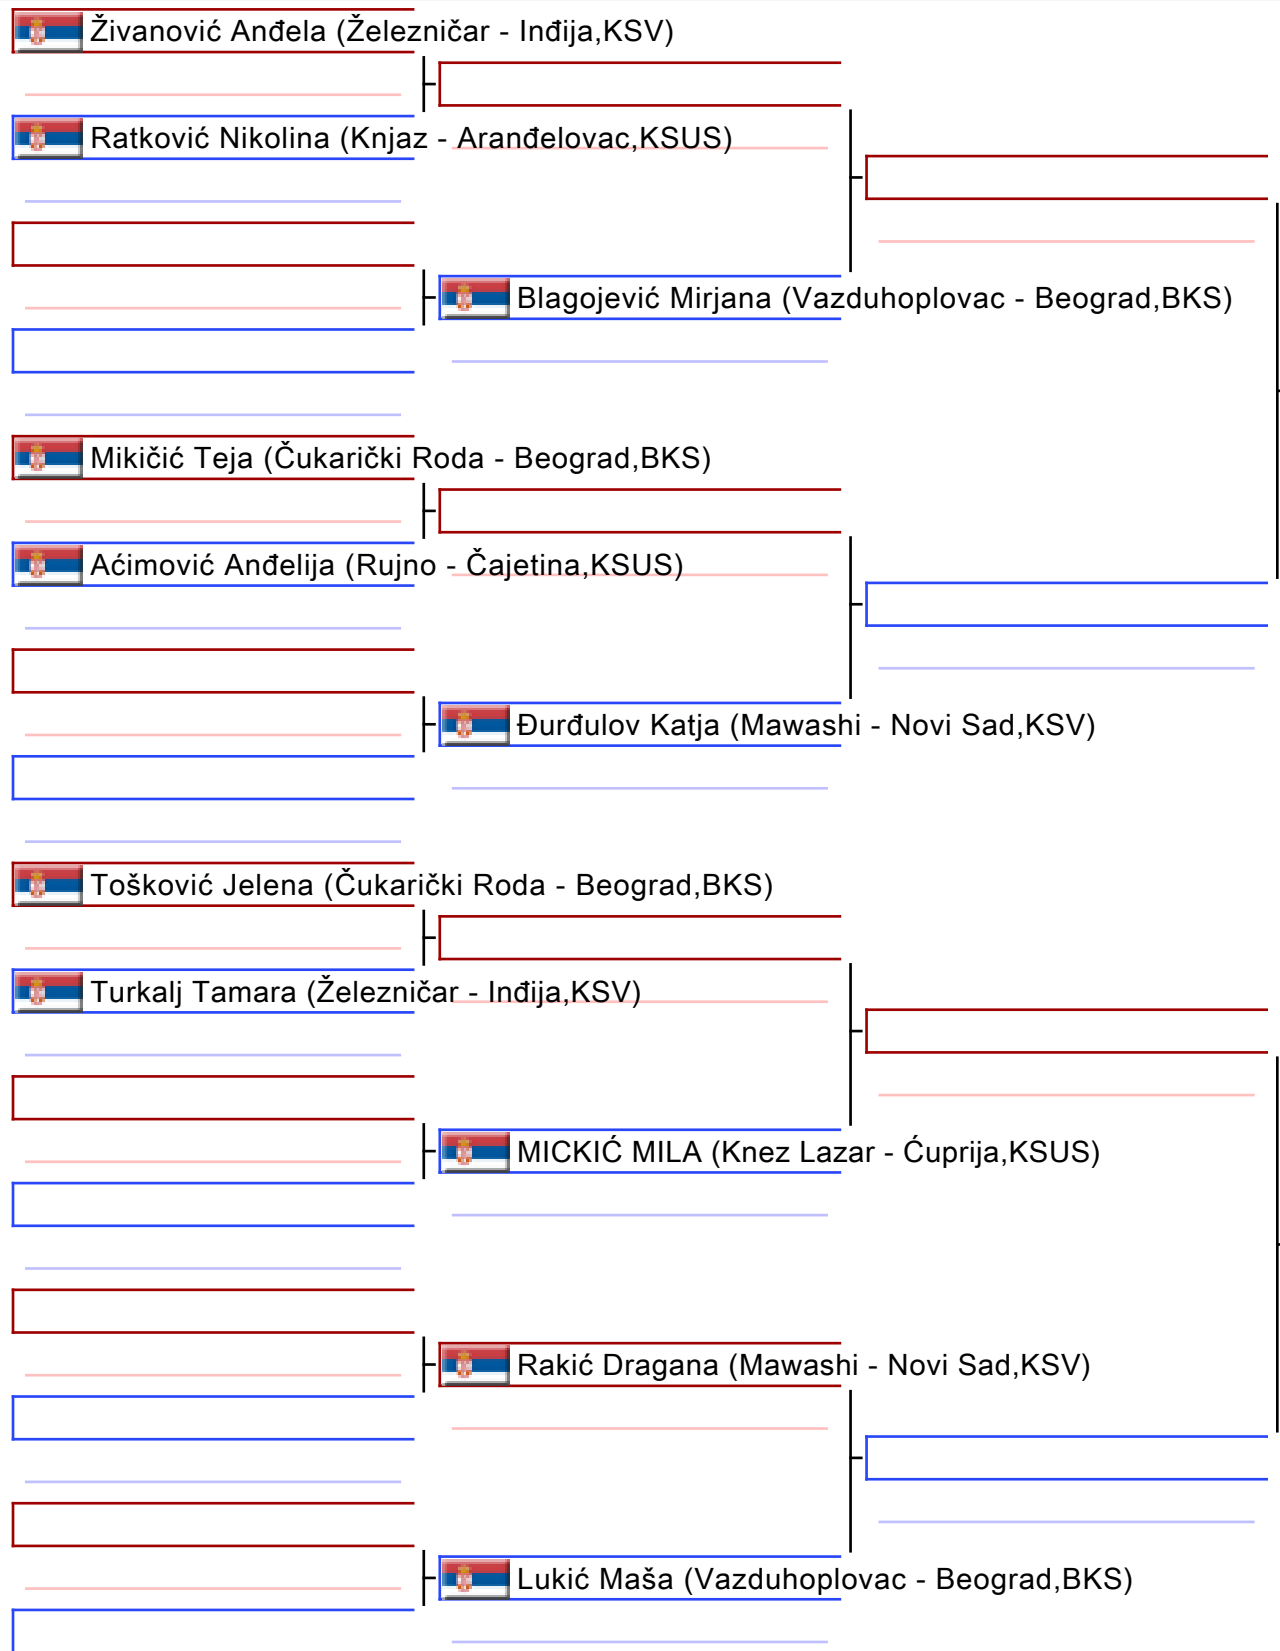 Živanović Anđela (Železničar - Inđija,KSV)
Ratković Nikolina (Knjaz - Aranđelovac,KSUS)
Blagojević Mirjana (Vazduhoplovac - Beograd,BKS)
Mikičić Teja (Čukarički Roda - Beograd,BKS)
Aćimović Anđelija (Rujno - Čajetina,KSUS)
Đurđulov Katja (Mawashi - Novi Sad,KSV)
Tošković Jelena (Čukarički Roda - Beograd,BKS)
Turkalj Tamara (Železničar - Inđija,KSV)
MICKIĆ MILA (Knez Lazar - Ćuprija,KSUS)
Rakić Dragana (Mawashi - Novi Sad,KSV)
Lukić Maša (Vazduhoplovac - Beograd,BKS)